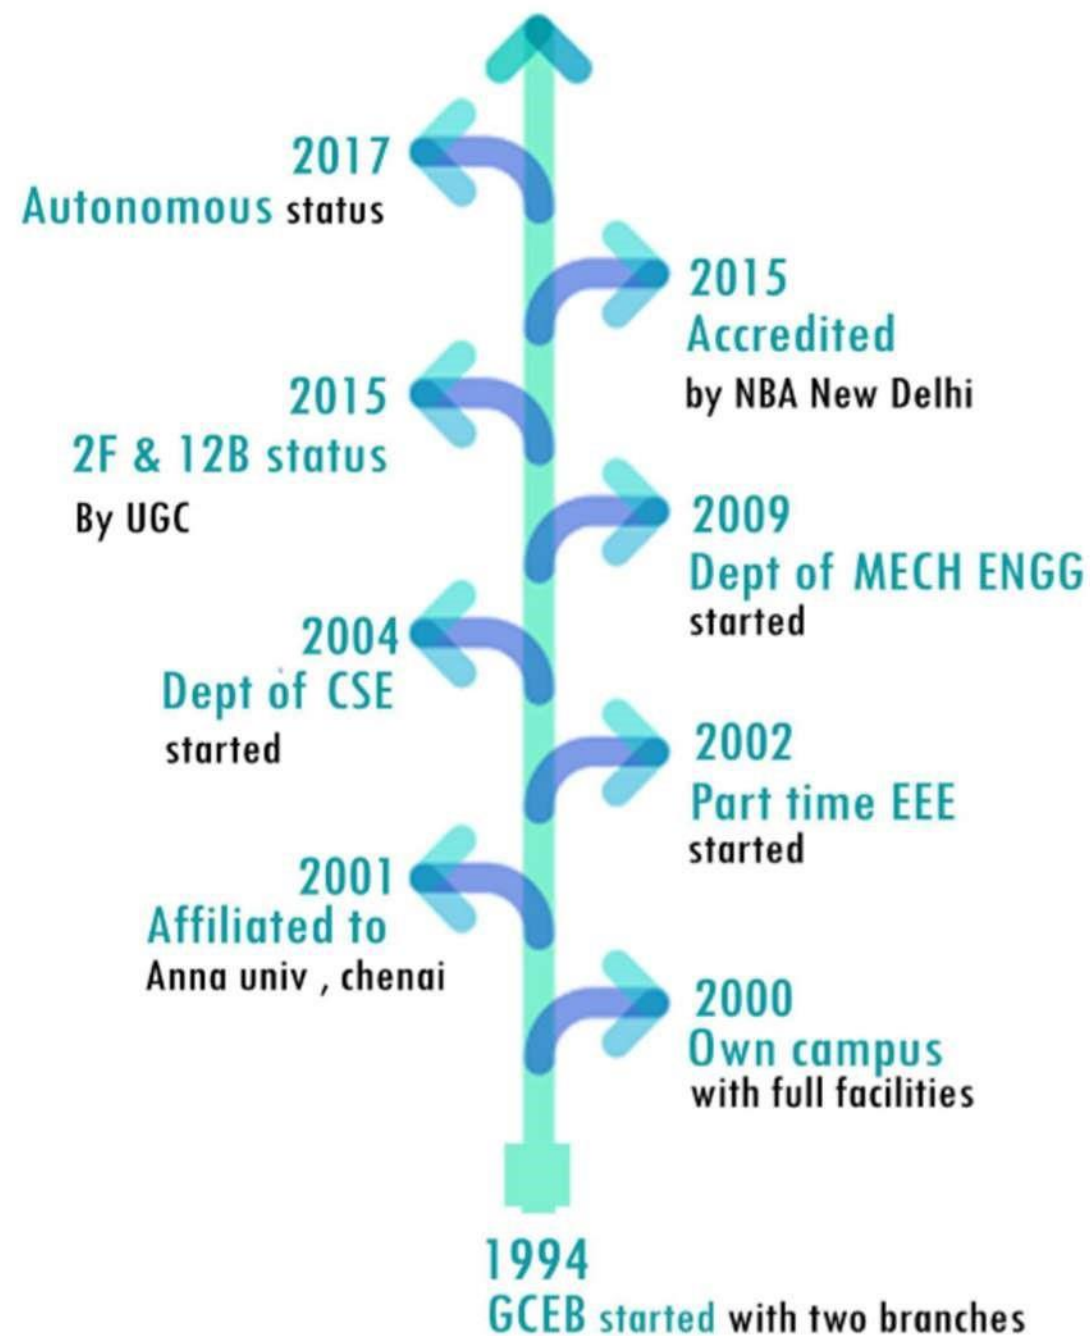 2017
Autonomous status
2015
Accredited
by NBA New Delhi
2015
2F & 12B status
By UGC
2009
Dept of MECH ENGG
started
2004
Dept of CSE
started
2002
Part time EEE
started
2001
Affiliated to
Anna univ , chenai
2000
Own campus
with full facilities
1994
GCEB started with two branches